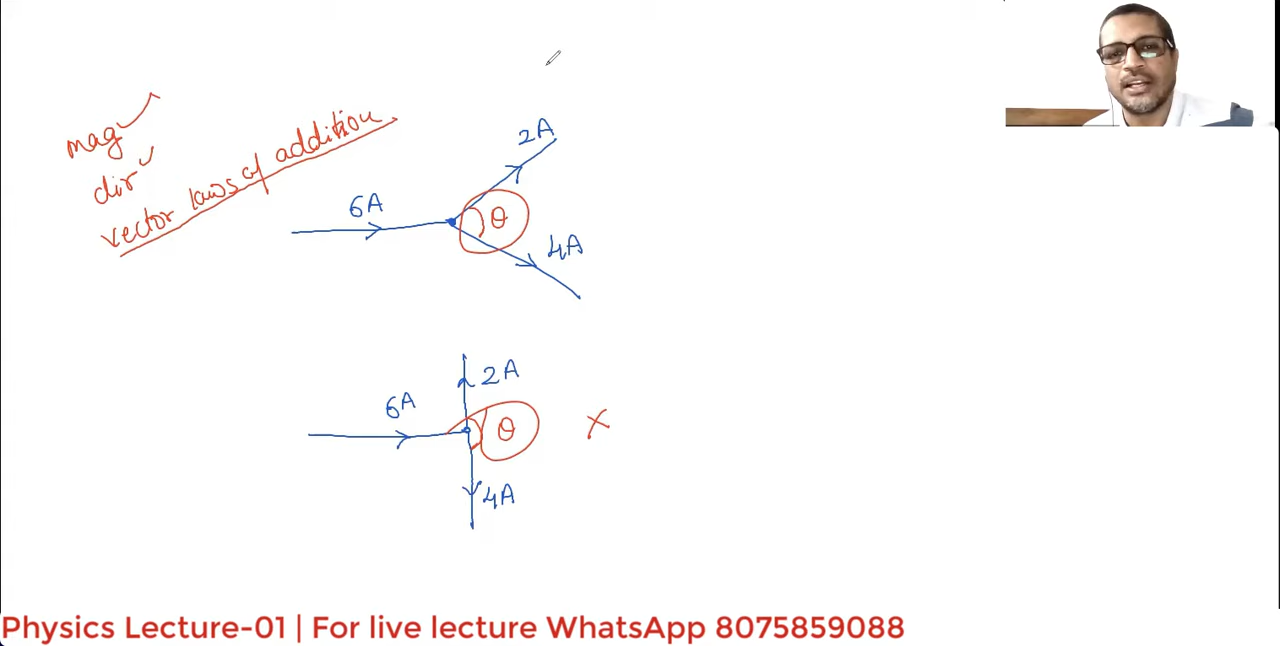 mag ✓
dir ✓
vector laws of addition
6A
2A
θ
4A
6A
2A
θ
4A
X
Physics Lecture-01 | For live lecture WhatsApp 8075859088